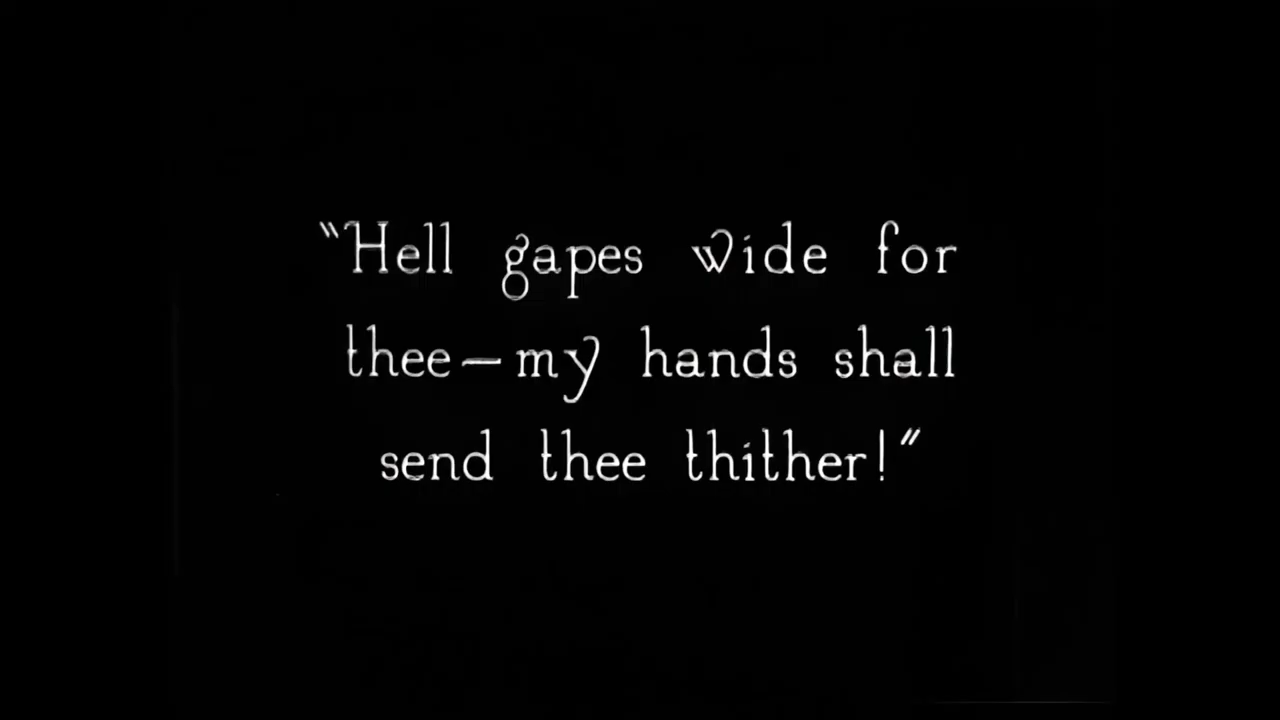 "Hell gapes wide for
thee—my hands shall
send thee thither!"